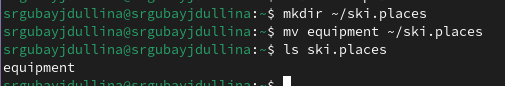 srgubayjdullina@srgubayjdullina:~$ mkdir ~/ski.places
srgubayjdullina@srgubayjdullina:~$ mv equipment ~/ski.places
srgubayjdullina@srgubayjdullina:~$ ls ski.places
equipment
srgubayjdullina@srgubayjdullina:~$